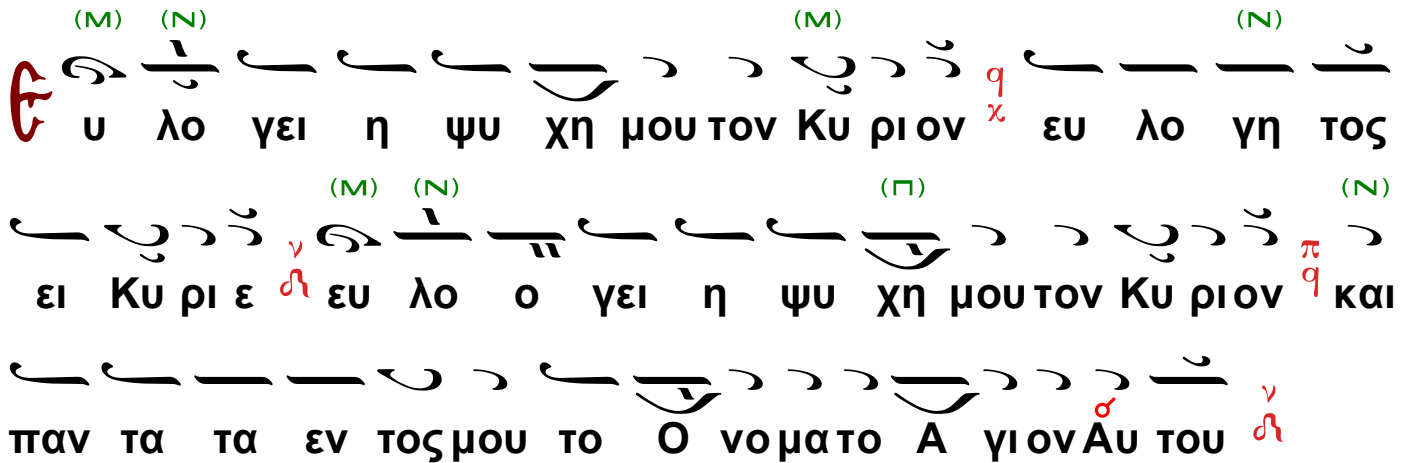 (Μ) (Ν) (Μ) (Ν)
Ευ λο γει η ψυ χη μου τον Κυ ρι ον q x ευ λο γη τος
(Μ) (Ν) (Π) (Ν)
ει Κυ ρι ε ν ευ λο ο γει η ψυ χη μου τον Κυ ρι ον π q και
παν τα τα εν τος μου το Ο νο μα το Α γι ον Αυ του ν